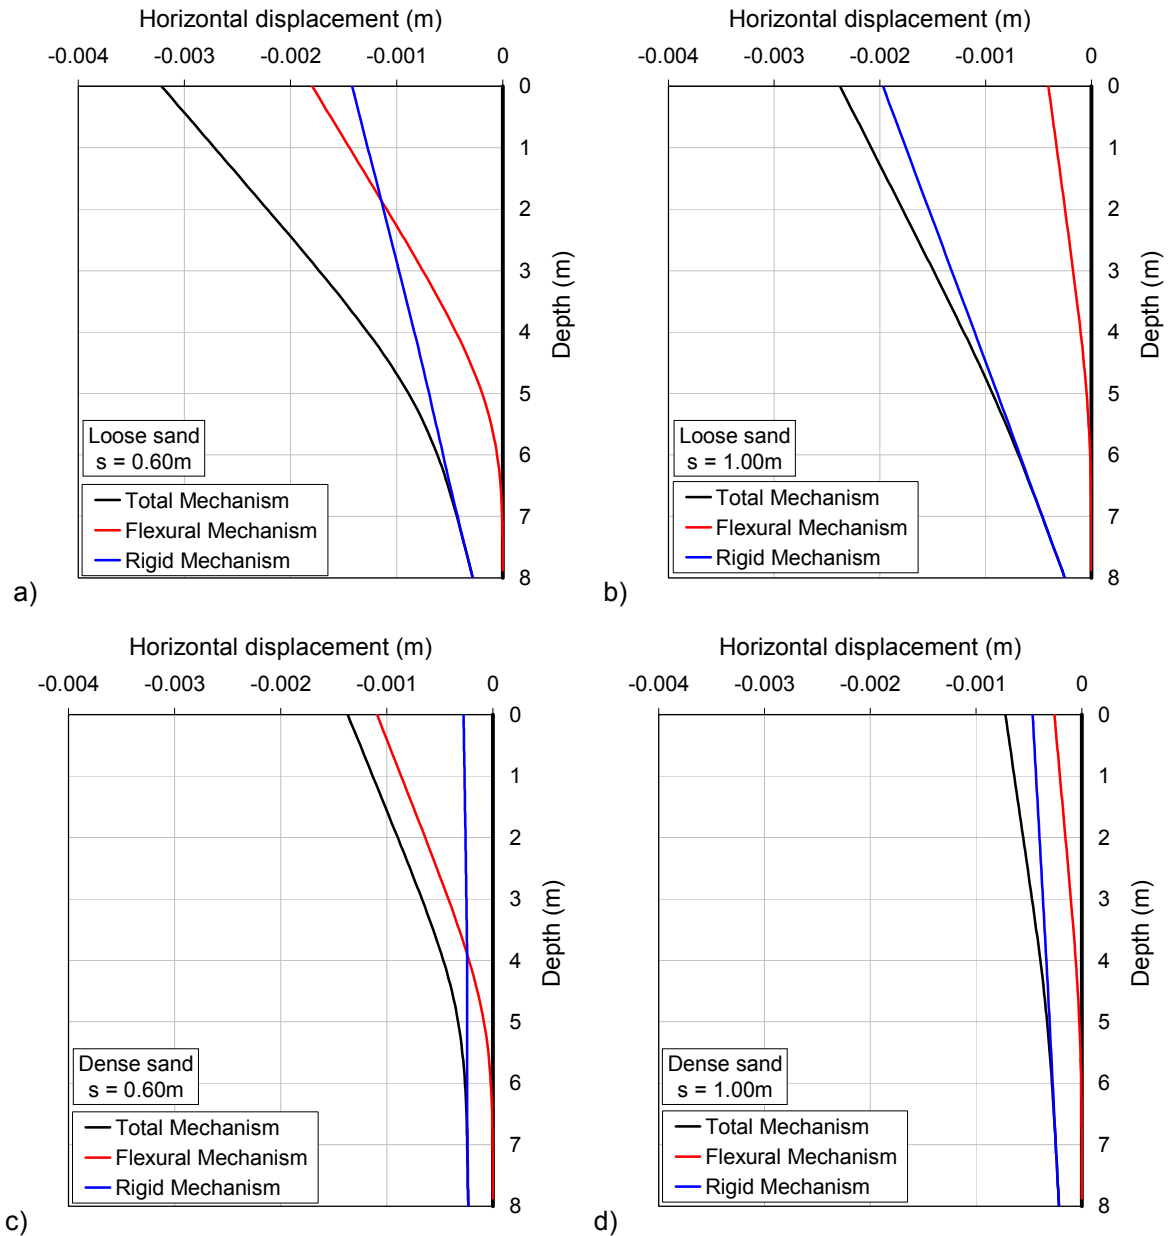 Horizontal displacement (m)
-0.004 -0.003 -0.002 -0.001 0
0
1
2
3
4
5
6
7
8
Depth (m)
Loose sand
s = 0.60m
Total Mechanism
Flexural Mechanism
Rigid Mechanism
a)
Horizontal displacement (m)
-0.004 -0.003 -0.002 -0.001 0
0
1
2
3
4
5
6
7
8
Depth (m)
Loose sand
s = 1.00m
Total Mechanism
Flexural Mechanism
Rigid Mechanism
b)
Horizontal displacement (m)
-0.004 -0.003 -0.002 -0.001 0
0
1
2
3
4
5
6
7
8
Depth (m)
Dense sand
s = 0.60m
Total Mechanism
Flexural Mechanism
Rigid Mechanism
c)
Horizontal displacement (m)
-0.004 -0.003 -0.002 -0.001 0
0
1
2
3
4
5
6
7
8
Depth (m)
Dense sand
s = 1.00m
Total Mechanism
Flexural Mechanism
Rigid Mechanism
d)